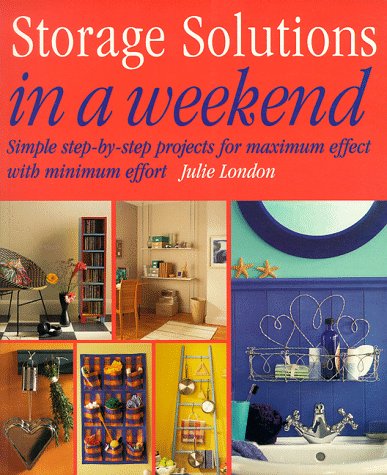 Storage Solutions
in a weekend
Simple step-by-step projects for maximum effect
with minimum effort Julie London